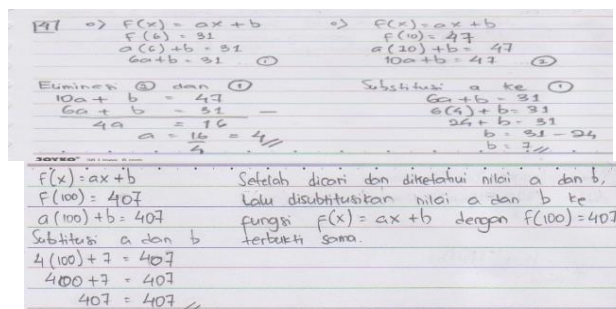 P47 o> f(x) = ax + b
f(6) = 31
a(6) + b = 31
6a + b = 31 ①
o> f(x) = ax + b
f(10) = 47
a(10) + b = 47
10a + b = 47 ②
Eliminasi ② dan ①
10a + b = 47
6a + b = 31 —
4a = 16
a = 16/4 = 4 //
Substitusi a ke ①
6a + b = 31
6(4) + b = 31
24 + b = 31
b = 31 - 24
b = 7 //
JOYKO
f(x) = ax + b
f(100) = 407
a(100) + b = 407
Subtitusi a dan b
4(100) + 7 = 407
400 + 7 = 407
407 = 407 //
Setelah dicari dan diketahui nilai a dan b,
Lalu disubstitusikan nilai a dan b ke
fungsi f(x) = ax + b dengan f(100) = 407
terbukti sama.